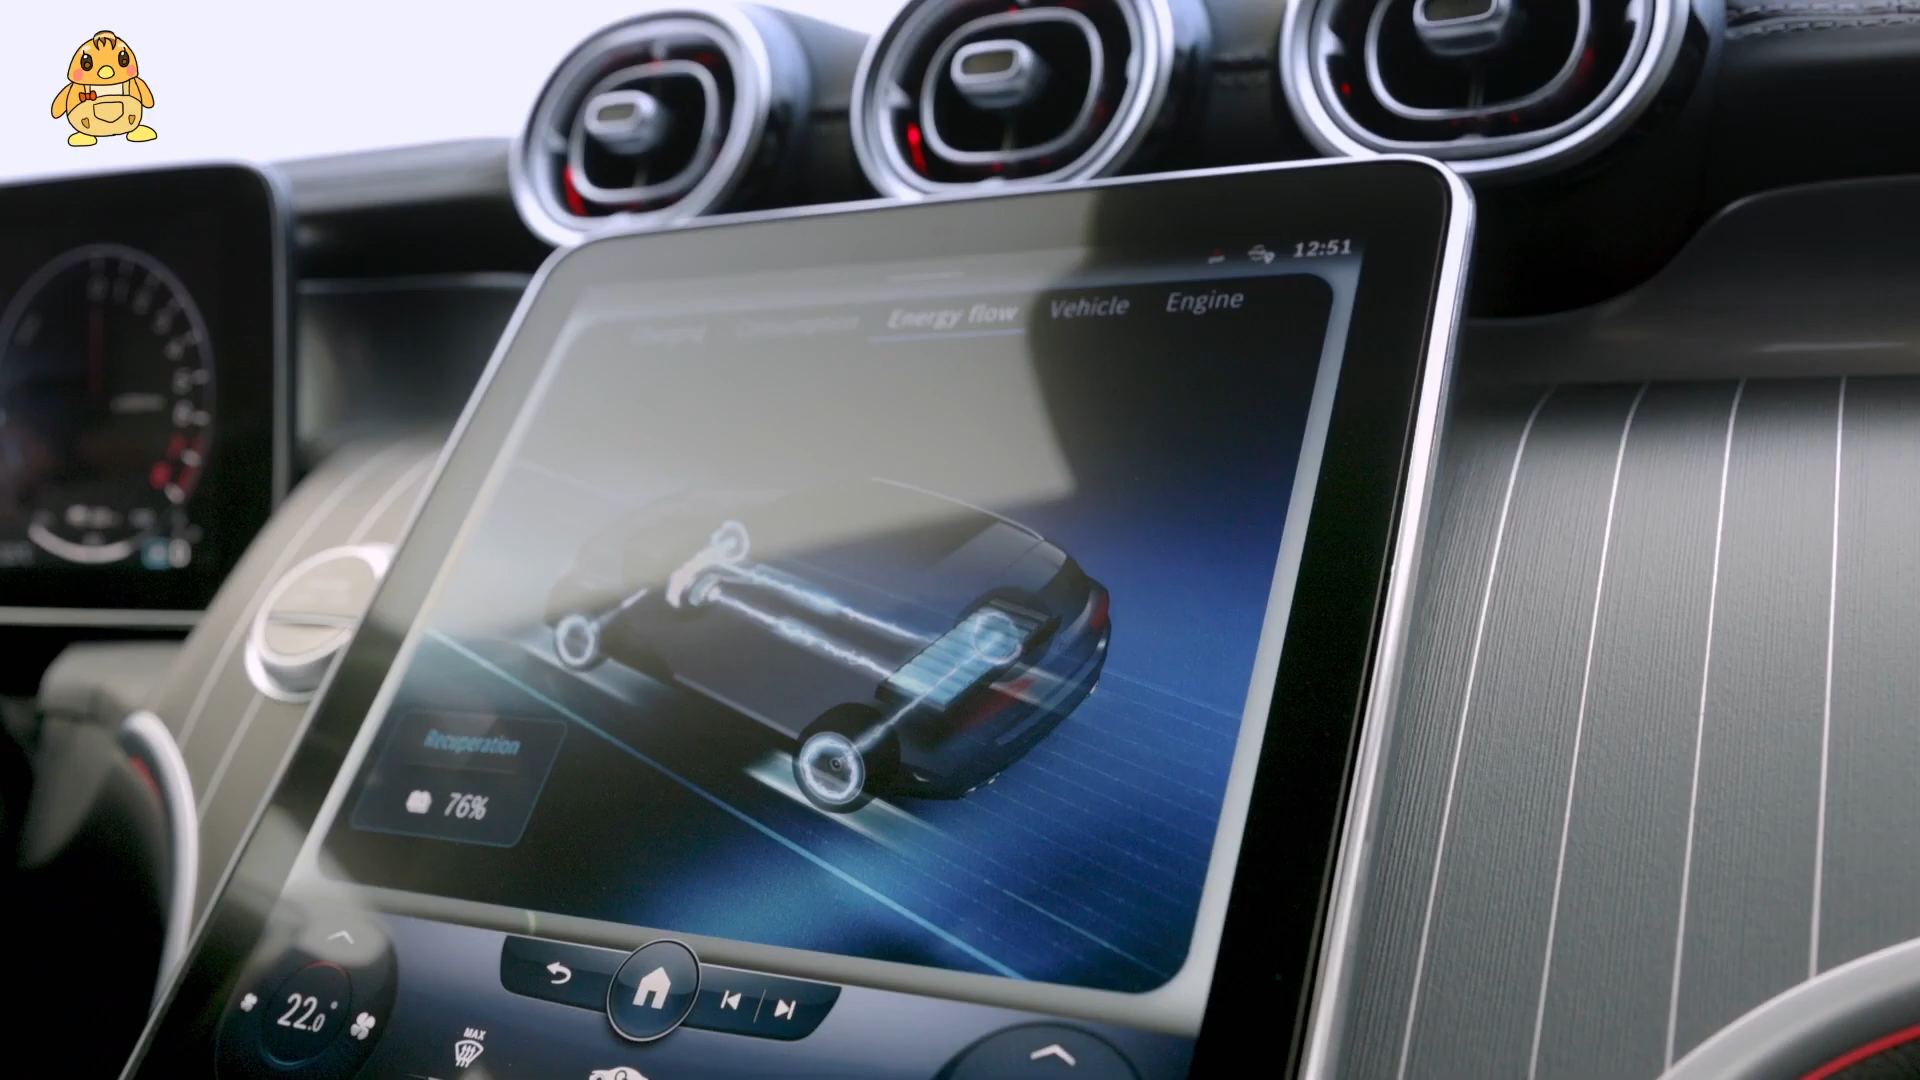 12:51
Energy flow Vehicle Engine
Recuperation
76%
22.0°
MAX